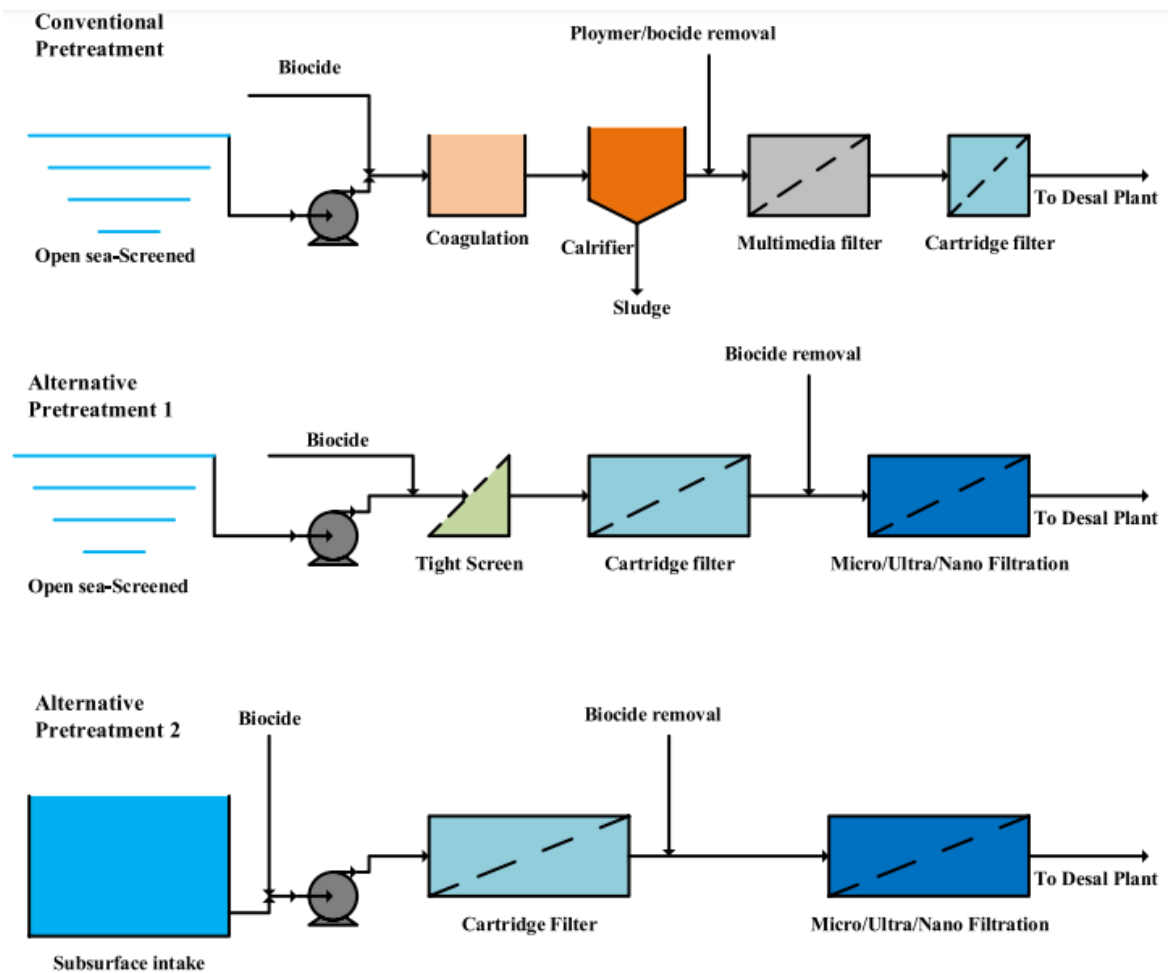 Conventional
Pretreatment
Ploymer/bocide removal
Biocide
To Desal Plant
Coagulation
Calrifier
Multimedia filter
Cartridge filter
Open sea-Screened
Sludge
Alternative
Pretreatment 1
Biocide removal
Biocide
To Desal Plant
Tight Screen
Cartridge filter
Micro/Ultra/Nano Filtration
Open sea-Screened
Alternative
Pretreatment 2
Biocide
Biocide removal
To Desal Plant
Cartridge Filter
Micro/Ultra/Nano Filtration
Subsurface intake